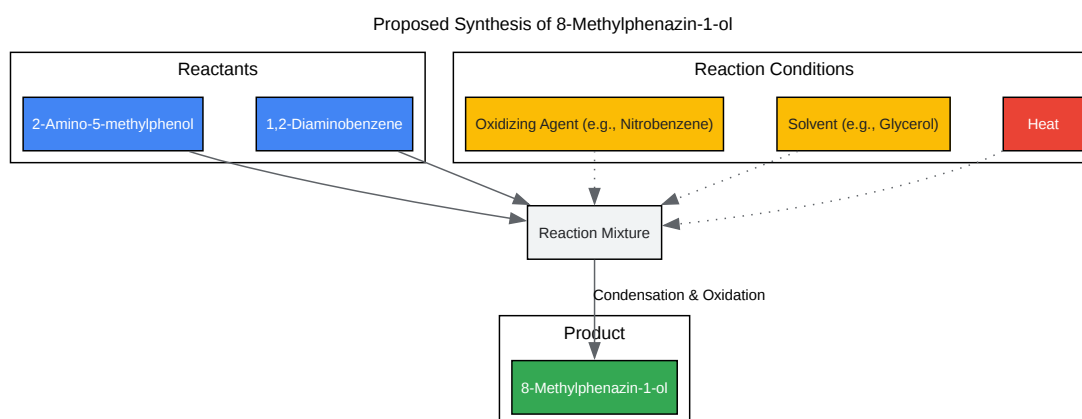 Proposed Synthesis of 8-Methylphenazin-1-ol
Reactants
Reaction Conditions
2-Amino-5-methylphenol
1,2-Diaminobenzene
Oxidizing Agent (e.g., Nitrobenzene)
Solvent (e.g., Glycerol)
Heat
Reaction Mixture
Condensation & Oxidation
Product
8-Methylphenazin-1-ol